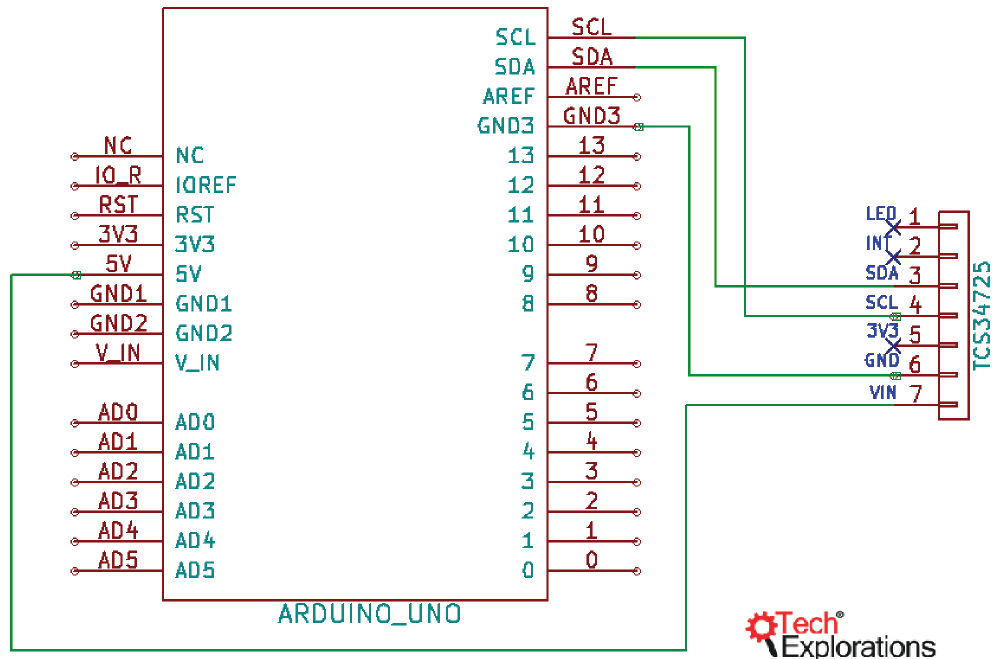 SCL SCL
SDA SDA
AREF AREF
GND3 GND3
NC NC 13 13
IO_R IOREF 12 12
RST RST 11 11
3V3 3V3 10 10
5V 5V 9 9
GND1 GND1 8 8
GND2 GND2
V_IN V_IN 7 7
6 6
AD0 AD0 5 5
AD1 AD1 4 4
AD2 AD2 3 3
AD3 AD3 2 2
AD4 AD4 1 1
AD5 AD5 0 0
ARDUINO_UNO
LED 1
INT 2
SDA 3
SCL 4
3V3 5
GND 6
VIN 7
TCS34725
Tech®
Explorations